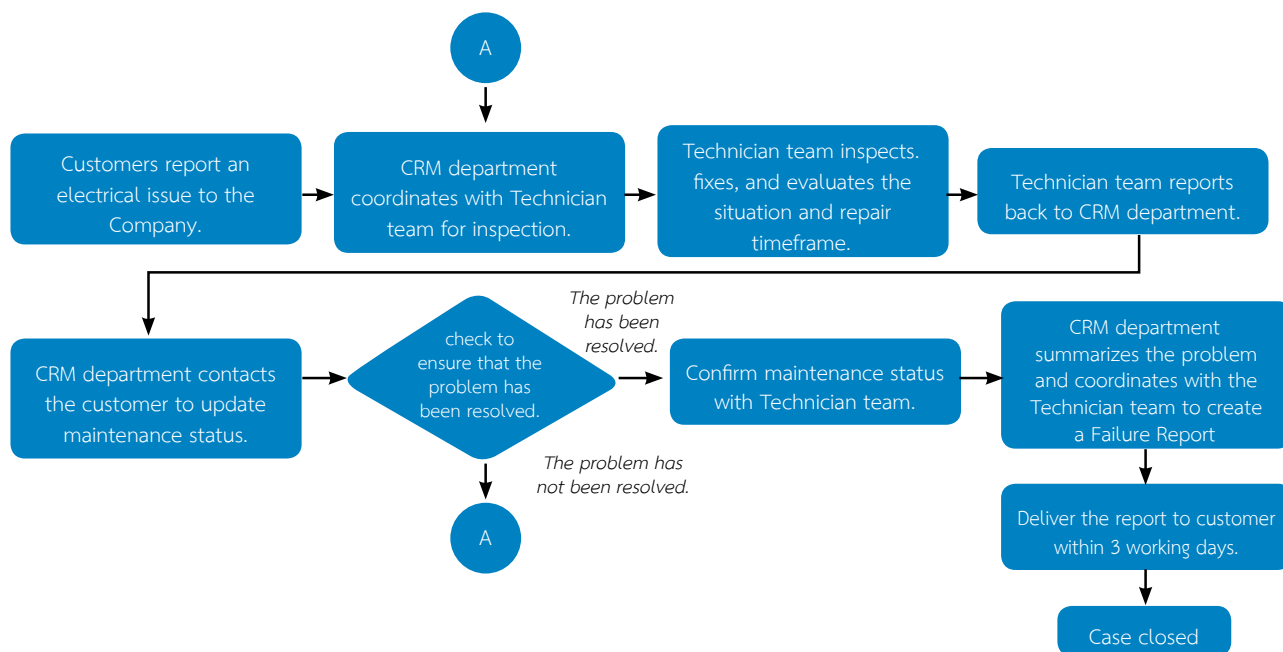 A
Customers report an
electrical issue to the
Company.
CRM department
coordinates with Technician
team for inspection.
Technician team inspects.
fixes, and evaluates the
situation and repair
timeframe.
Technician team reports
back to CRM department.
CRM department contacts
the customer to update
maintenance status.
check to
ensure that the
problem has
been resolved.
The problem
has been
resolved.
Confirm maintenance status
with Technician team.
CRM department
summarizes the problem
and coordinates with the
Technician team to create
a Failure Report
The problem has
not been resolved.
A
Deliver the report to customer
within 3 working days.
Case closed